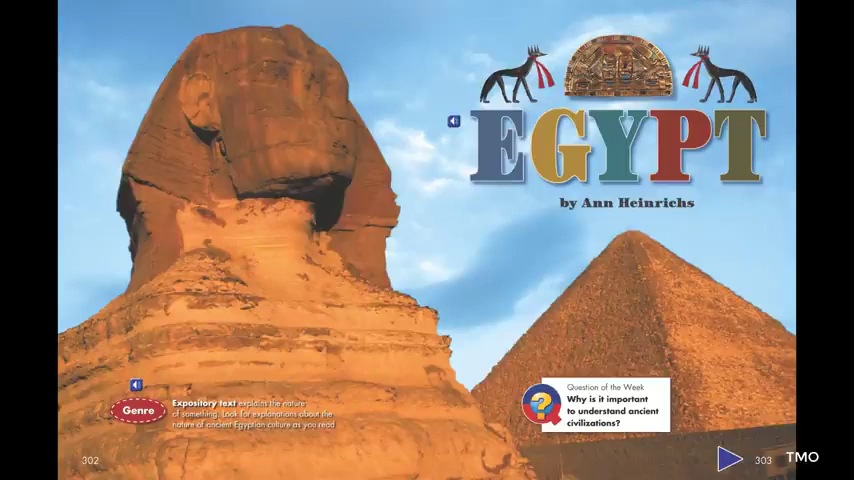 EGYPT
by Ann Heinrichs
Genre
Expository text explains the nature
of something. Look for explanations about the
nature of ancient Egyptian culture as you read.
Question of the Week
Why is it important
to understand ancient
civilizations?
302
303
TMO